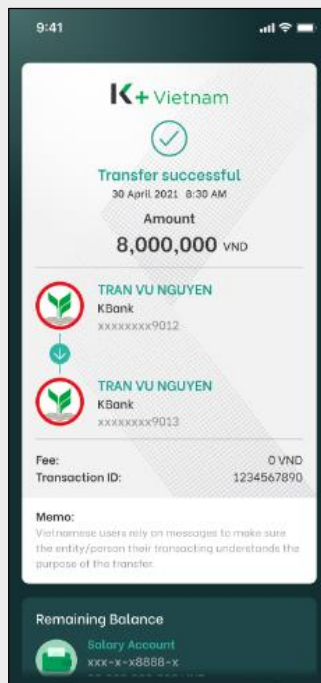 9:41
K+ Vietnam
Transfer successful
30 April 2021 8:30 AM
Amount
8,000,000 VND
TRAN VU NGUYEN
KBank
xxxxxxxx9012
TRAN VU NGUYEN
KBank
xxxxxxxx9013
Fee: 0 VND
Transaction ID: 1234567890
Memo:
Vietnamese users rely on messages to make sure
the entity/person their transacting understands the
purpose of the transfer.
Remaining Balance
Salary Account
xxx-x-x8888-x